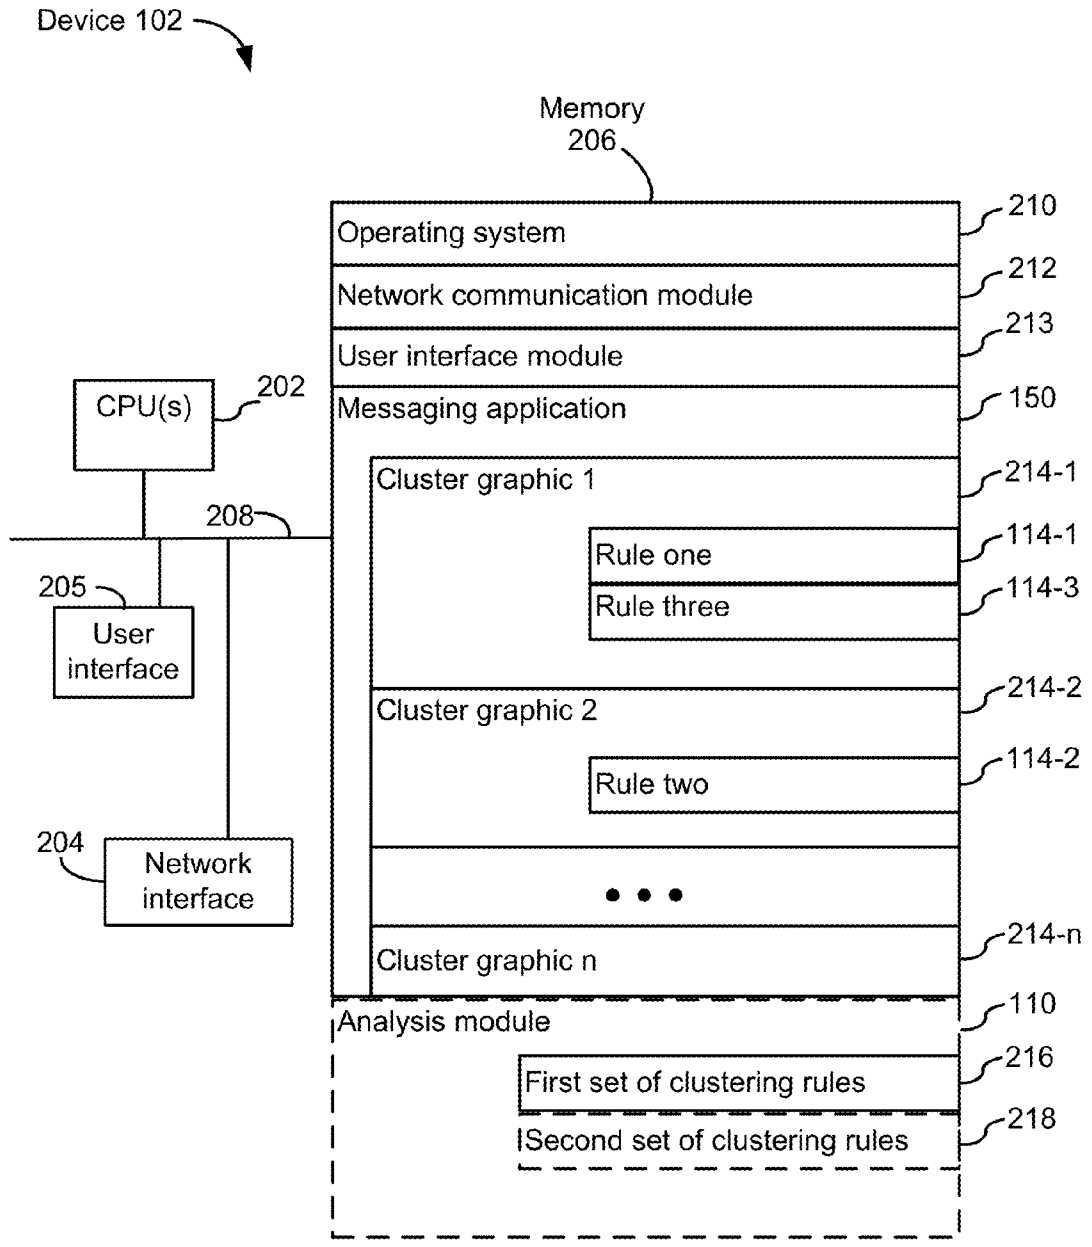 Device 102
Memory
206
Operating system
210
Network communication module
212
User interface module
213
CPU(s)
202
Messaging application
150
Cluster graphic 1
214-1
208
Rule one
114-1
205
Rule three
114-3
User
interface
Cluster graphic 2
214-2
Rule two
114-2
204
Network
interface
Cluster graphic n
214-n
Analysis module
110
First set of clustering rules
216
Second set of clustering rules
218